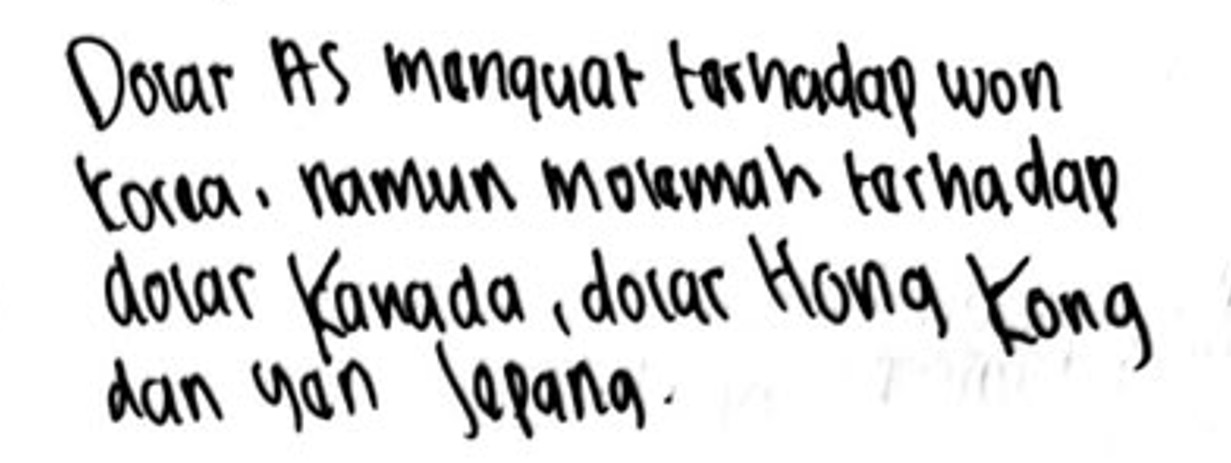 Dolar AS menguat terhadap won
Korea. namun melemah terhadap
dolar Kanada, dolar Hong Kong
dan yen Jepang.